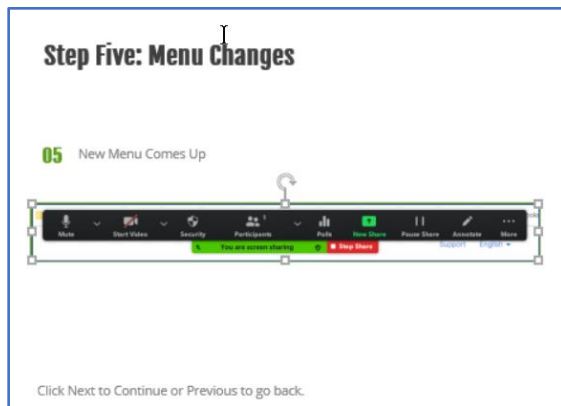 Step Five: Menu Changes
05 New Menu Comes Up
1
Mute Start Video Security Participants Polls New Share Pause Share Annotate More
You are screen sharing Stop Share
Support English
Click Next to Continue or Previous to go back.